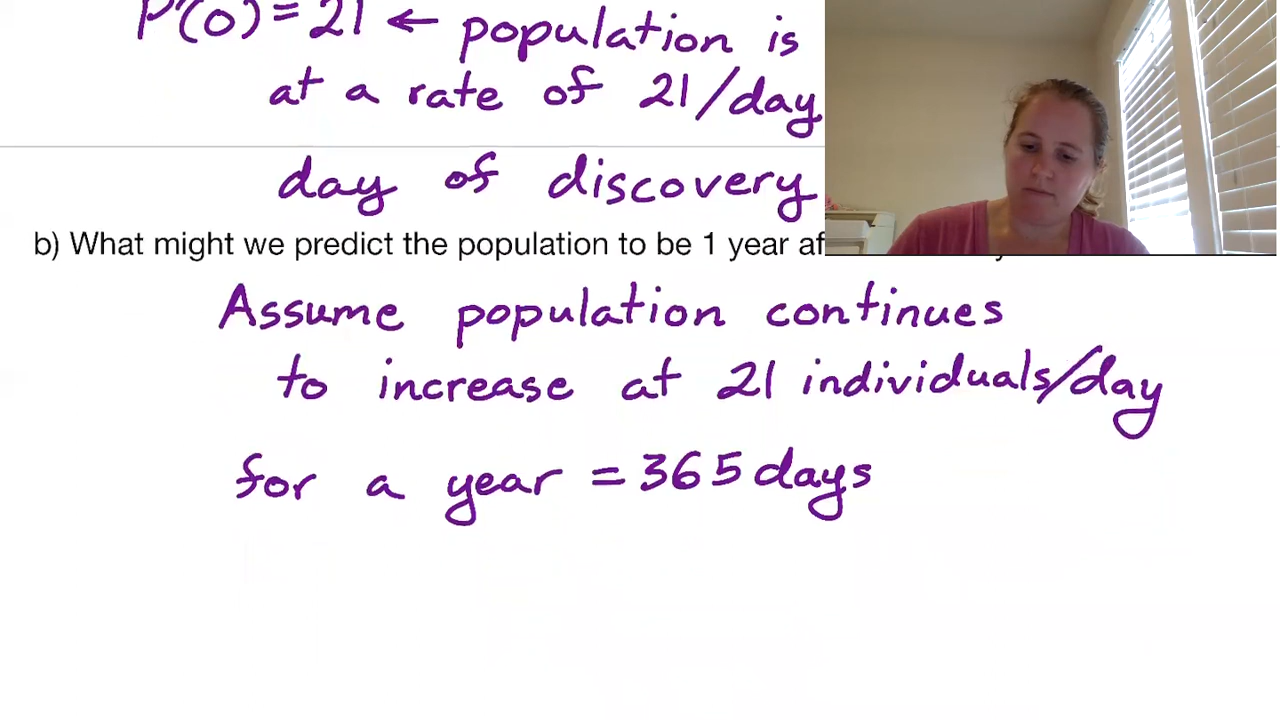 P'(0) = 21 ← population is
at a rate of 21/day
day of discovery
b) What might we predict the population to be 1 year
Assume population continues
to increase at 21 individuals/day
for a year = 365 days